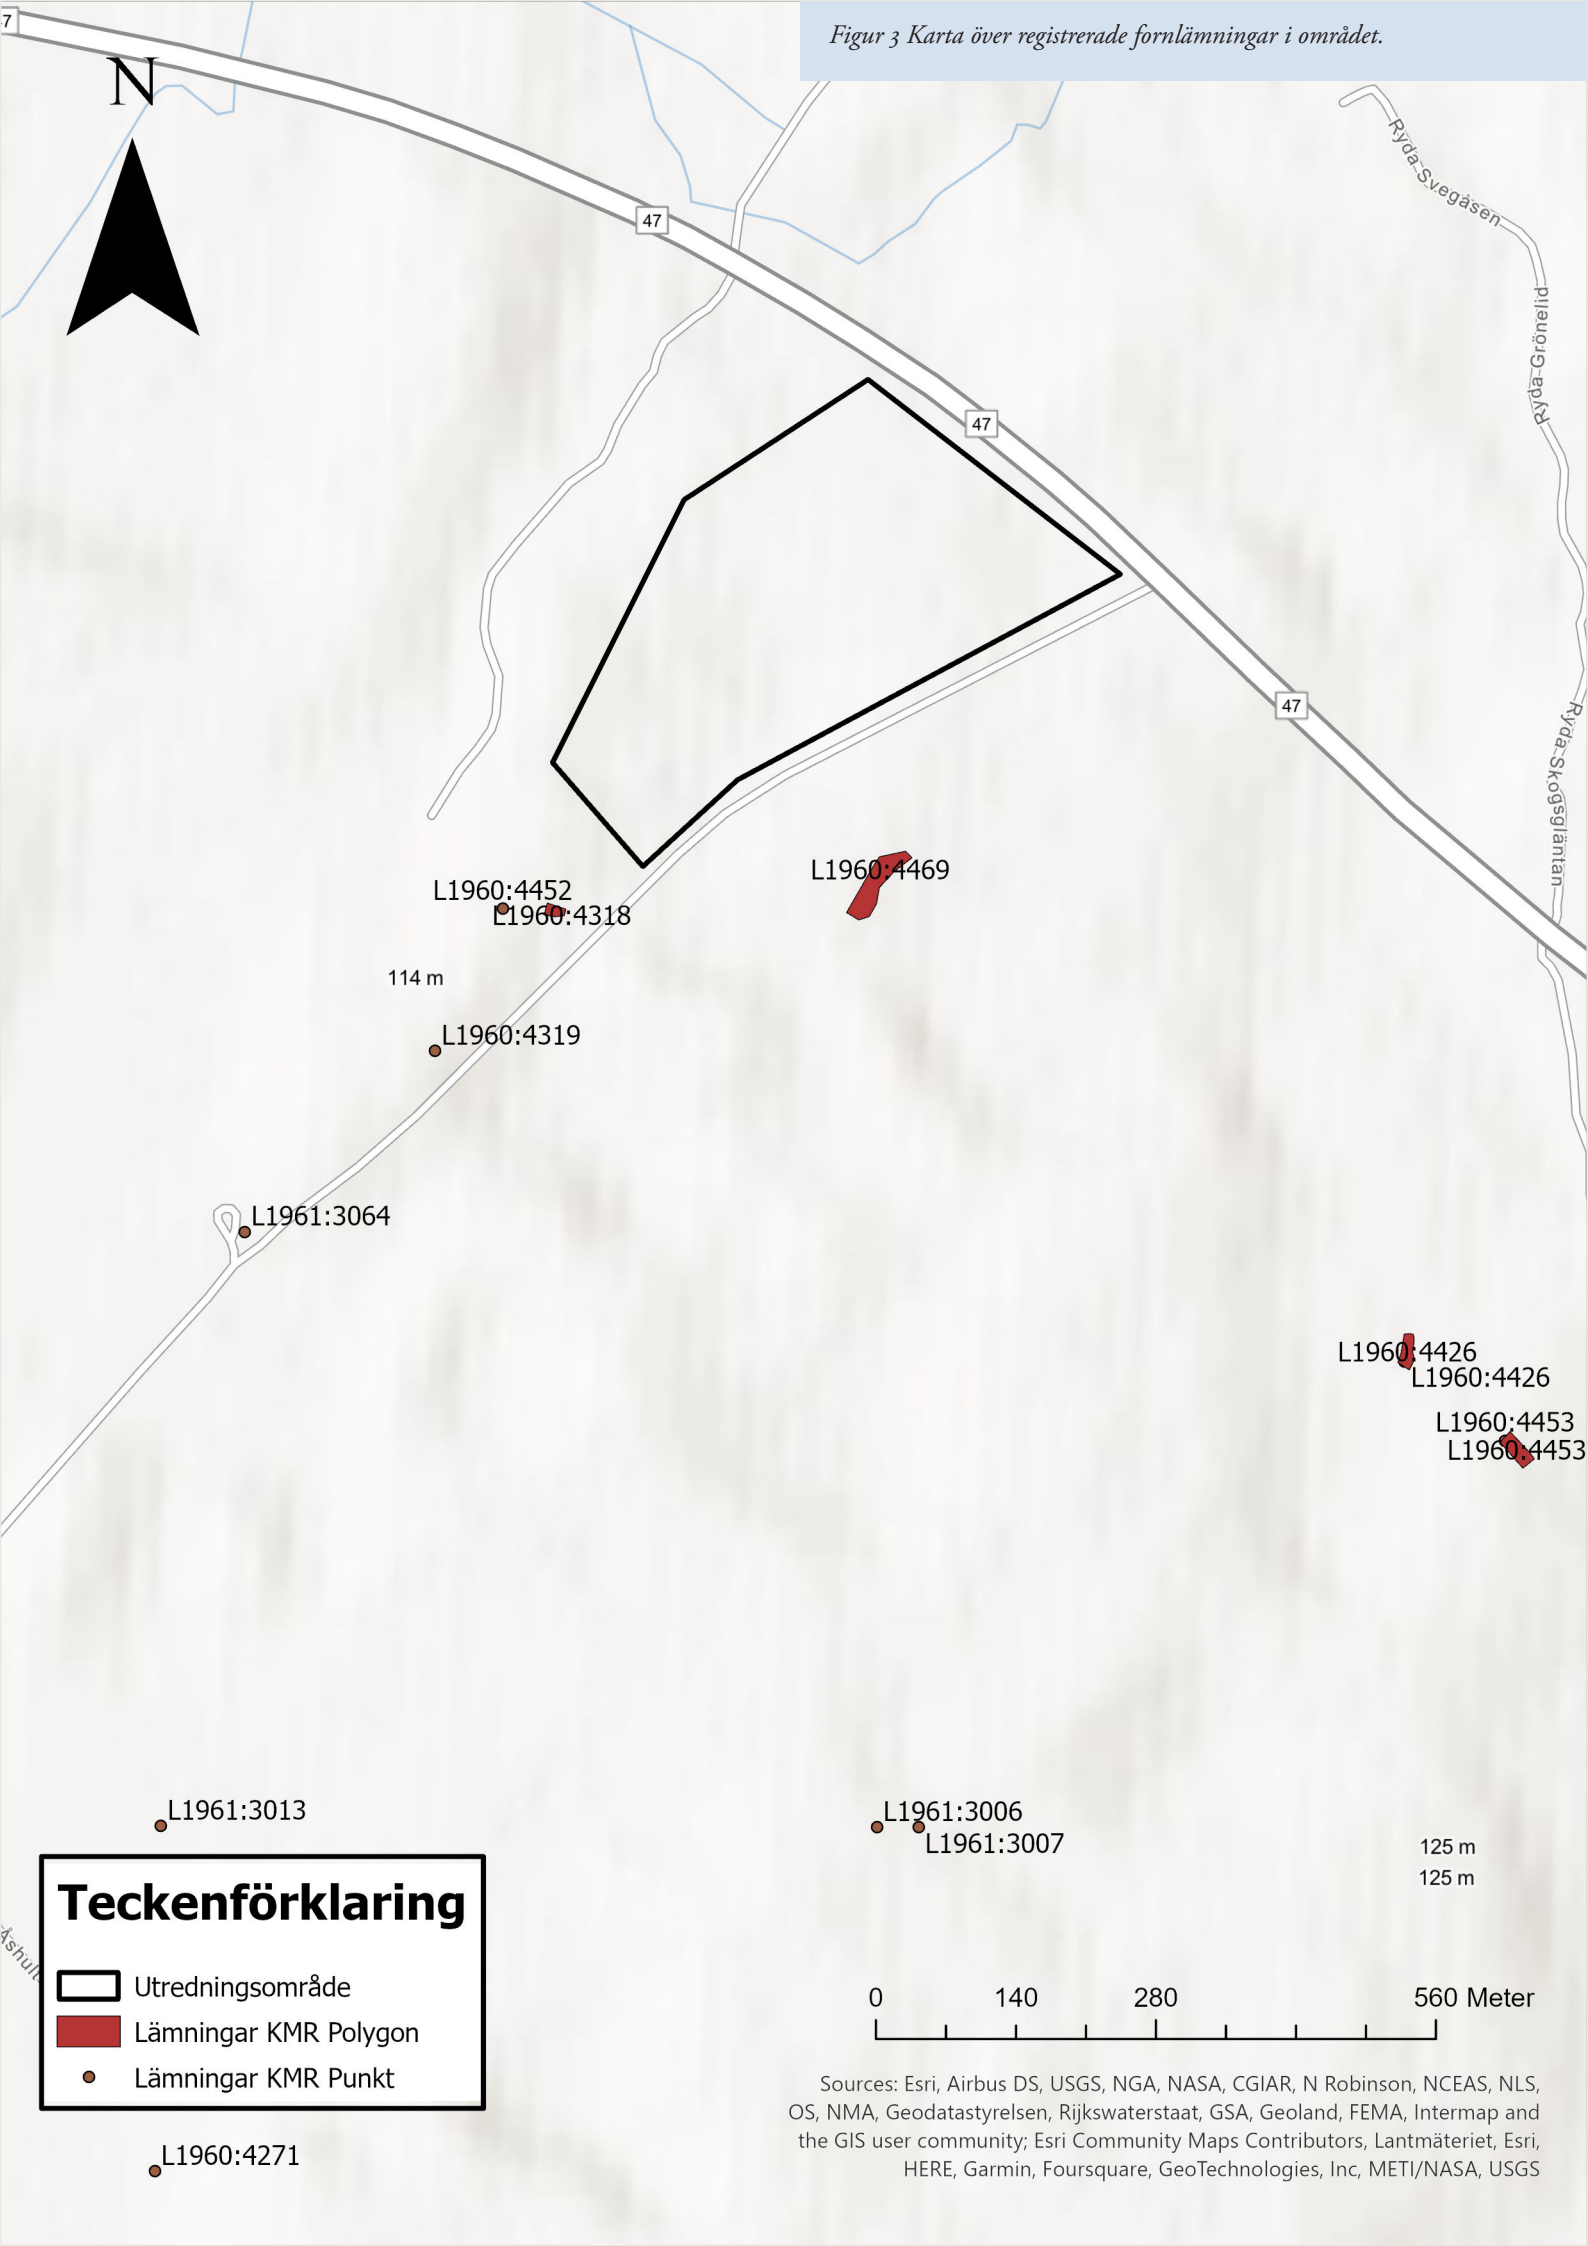 Figur 3 Karta över registrerade fornlämningar i området.
47
N
Ryda-Svegåsen
47
Ryda-Grönelid
47
47
Ryda-Skogsgläntan
L1960:4469
L1960:4452
L1960:4318
114 m
L1960:4319
L1961:3064
L1960:4426
L1960:4426
L1960:4453
L1960:4453
L1961:3013
L1961:3006
L1961:3007
125 m
125 m
Teckenförklaring
Utredningsområde
Lämningar KMR Polygon
Lämningar KMR Punkt
0 140 280 560 Meter
Sources: Esri, Airbus DS, USGS, NGA, NASA, CGIAR, N Robinson, NCEAS, NLS,
OS, NMA, Geodatastyrelsen, Rijkswaterstaat, GSA, Geoland, FEMA, Intermap and
the GIS user community; Esri Community Maps Contributors, Lantmäteriet, Esri,
HERE, Garmin, Foursquare, GeoTechnologies, Inc, METI/NASA, USGS
L1960:4271